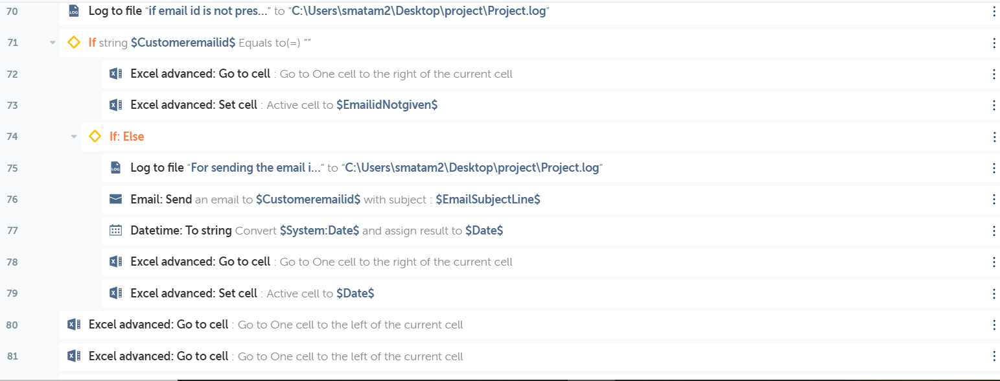 70 Log to file “if email id is not pres...” to “C:\Users\smatam2\Desktop\project\Project.log”
71 If string $Customeremailid$ Equals to(=) “”
72 Excel advanced: Go to cell : Go to One cell to the right of the current cell
73 Excel advanced: Set cell : Active cell to $EmailidNotgiven$
74 If: Else
75 Log to file “For sending the email i...” to “C:\Users\smatam2\Desktop\project\Project.log”
76 Email: Send an email to $Customeremailid$ with subject : $EmailSubjectLine$
77 Datetime: To string Convert $System:Date$ and assign result to $Date$
78 Excel advanced: Go to cell : Go to One cell to the right of the current cell
79 Excel advanced: Set cell : Active cell to $Date$
80 Excel advanced: Go to cell : Go to One cell to the left of the current cell
81 Excel advanced: Go to cell : Go to One cell to the left of the current cell